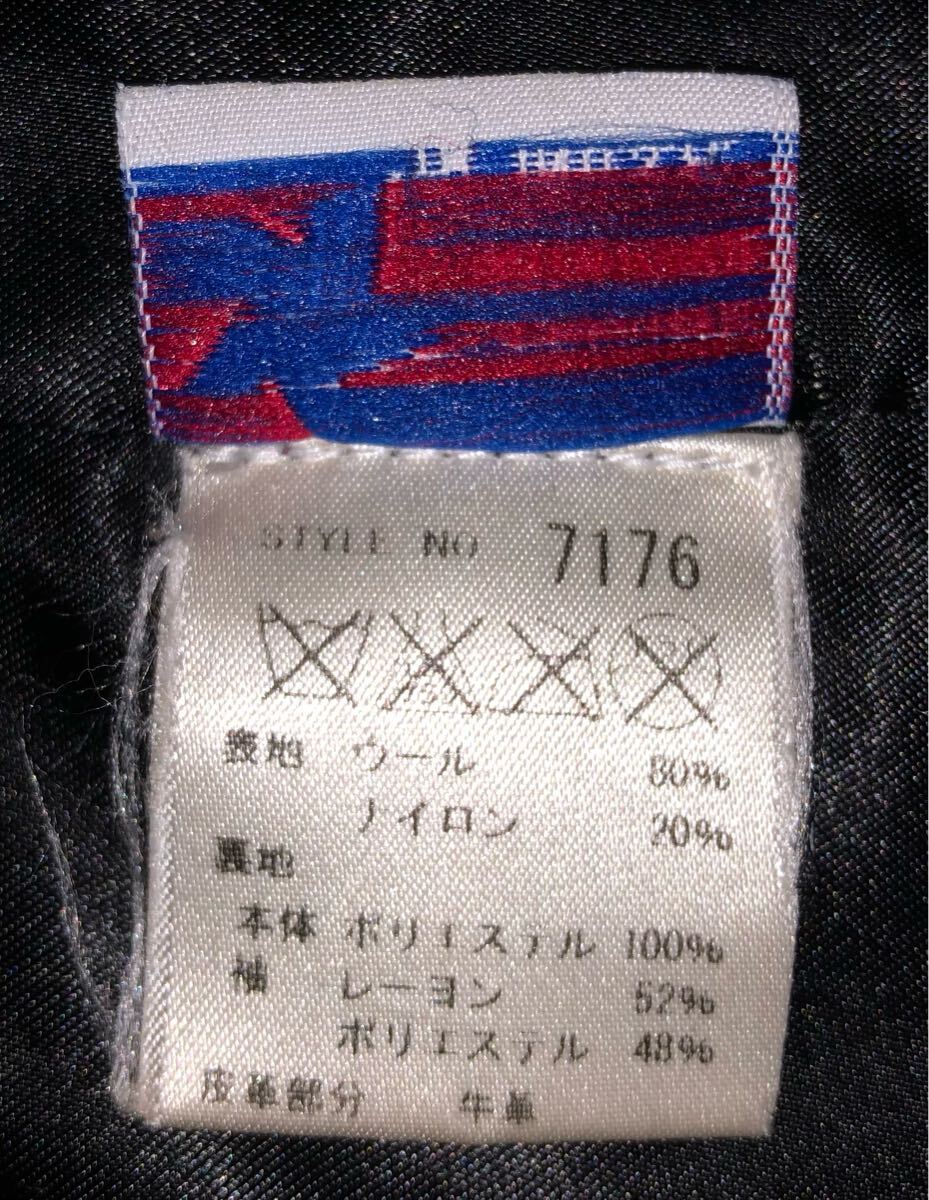 STYLE NO 7176
表地 ウール 80%
ナイロン 20%
裏地
本体 ポリエステル 100%
袖 レーヨン 52%
ポリエステル 48%
皮革部分 牛革